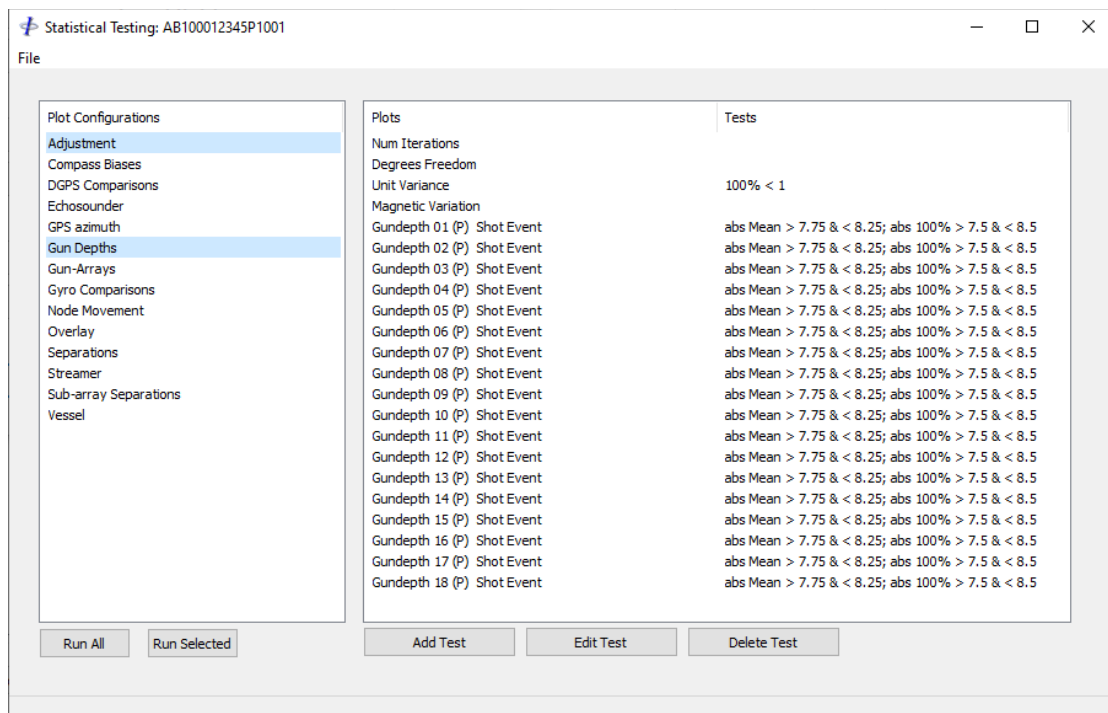 Statistical Testing: AB100012345P1001
File
Plot Configurations
Adjustment
Compass Biases
DGPS Comparisons
Echosounder
GPS azimuth
Gun Depths
Gun-Arrays
Gyro Comparisons
Node Movement
Overlay
Separations
Streamer
Sub-array Separations
Vessel
Run All Run Selected
Plots Tests
Num Iterations
Degrees Freedom
Unit Variance 100% < 1
Magnetic Variation
Gundepth 01 (P) Shot Event abs Mean > 7.75 & < 8.25; abs 100% > 7.5 & < 8.5
Gundepth 02 (P) Shot Event abs Mean > 7.75 & < 8.25; abs 100% > 7.5 & < 8.5
Gundepth 03 (P) Shot Event abs Mean > 7.75 & < 8.25; abs 100% > 7.5 & < 8.5
Gundepth 04 (P) Shot Event abs Mean > 7.75 & < 8.25; abs 100% > 7.5 & < 8.5
Gundepth 05 (P) Shot Event abs Mean > 7.75 & < 8.25; abs 100% > 7.5 & < 8.5
Gundepth 06 (P) Shot Event abs Mean > 7.75 & < 8.25; abs 100% > 7.5 & < 8.5
Gundepth 07 (P) Shot Event abs Mean > 7.75 & < 8.25; abs 100% > 7.5 & < 8.5
Gundepth 08 (P) Shot Event abs Mean > 7.75 & < 8.25; abs 100% > 7.5 & < 8.5
Gundepth 09 (P) Shot Event abs Mean > 7.75 & < 8.25; abs 100% > 7.5 & < 8.5
Gundepth 10 (P) Shot Event abs Mean > 7.75 & < 8.25; abs 100% > 7.5 & < 8.5
Gundepth 11 (P) Shot Event abs Mean > 7.75 & < 8.25; abs 100% > 7.5 & < 8.5
Gundepth 12 (P) Shot Event abs Mean > 7.75 & < 8.25; abs 100% > 7.5 & < 8.5
Gundepth 13 (P) Shot Event abs Mean > 7.75 & < 8.25; abs 100% > 7.5 & < 8.5
Gundepth 14 (P) Shot Event abs Mean > 7.75 & < 8.25; abs 100% > 7.5 & < 8.5
Gundepth 15 (P) Shot Event abs Mean > 7.75 & < 8.25; abs 100% > 7.5 & < 8.5
Gundepth 16 (P) Shot Event abs Mean > 7.75 & < 8.25; abs 100% > 7.5 & < 8.5
Gundepth 17 (P) Shot Event abs Mean > 7.75 & < 8.25; abs 100% > 7.5 & < 8.5
Gundepth 18 (P) Shot Event abs Mean > 7.75 & < 8.25; abs 100% > 7.5 & < 8.5
Add Test Edit Test Delete Test